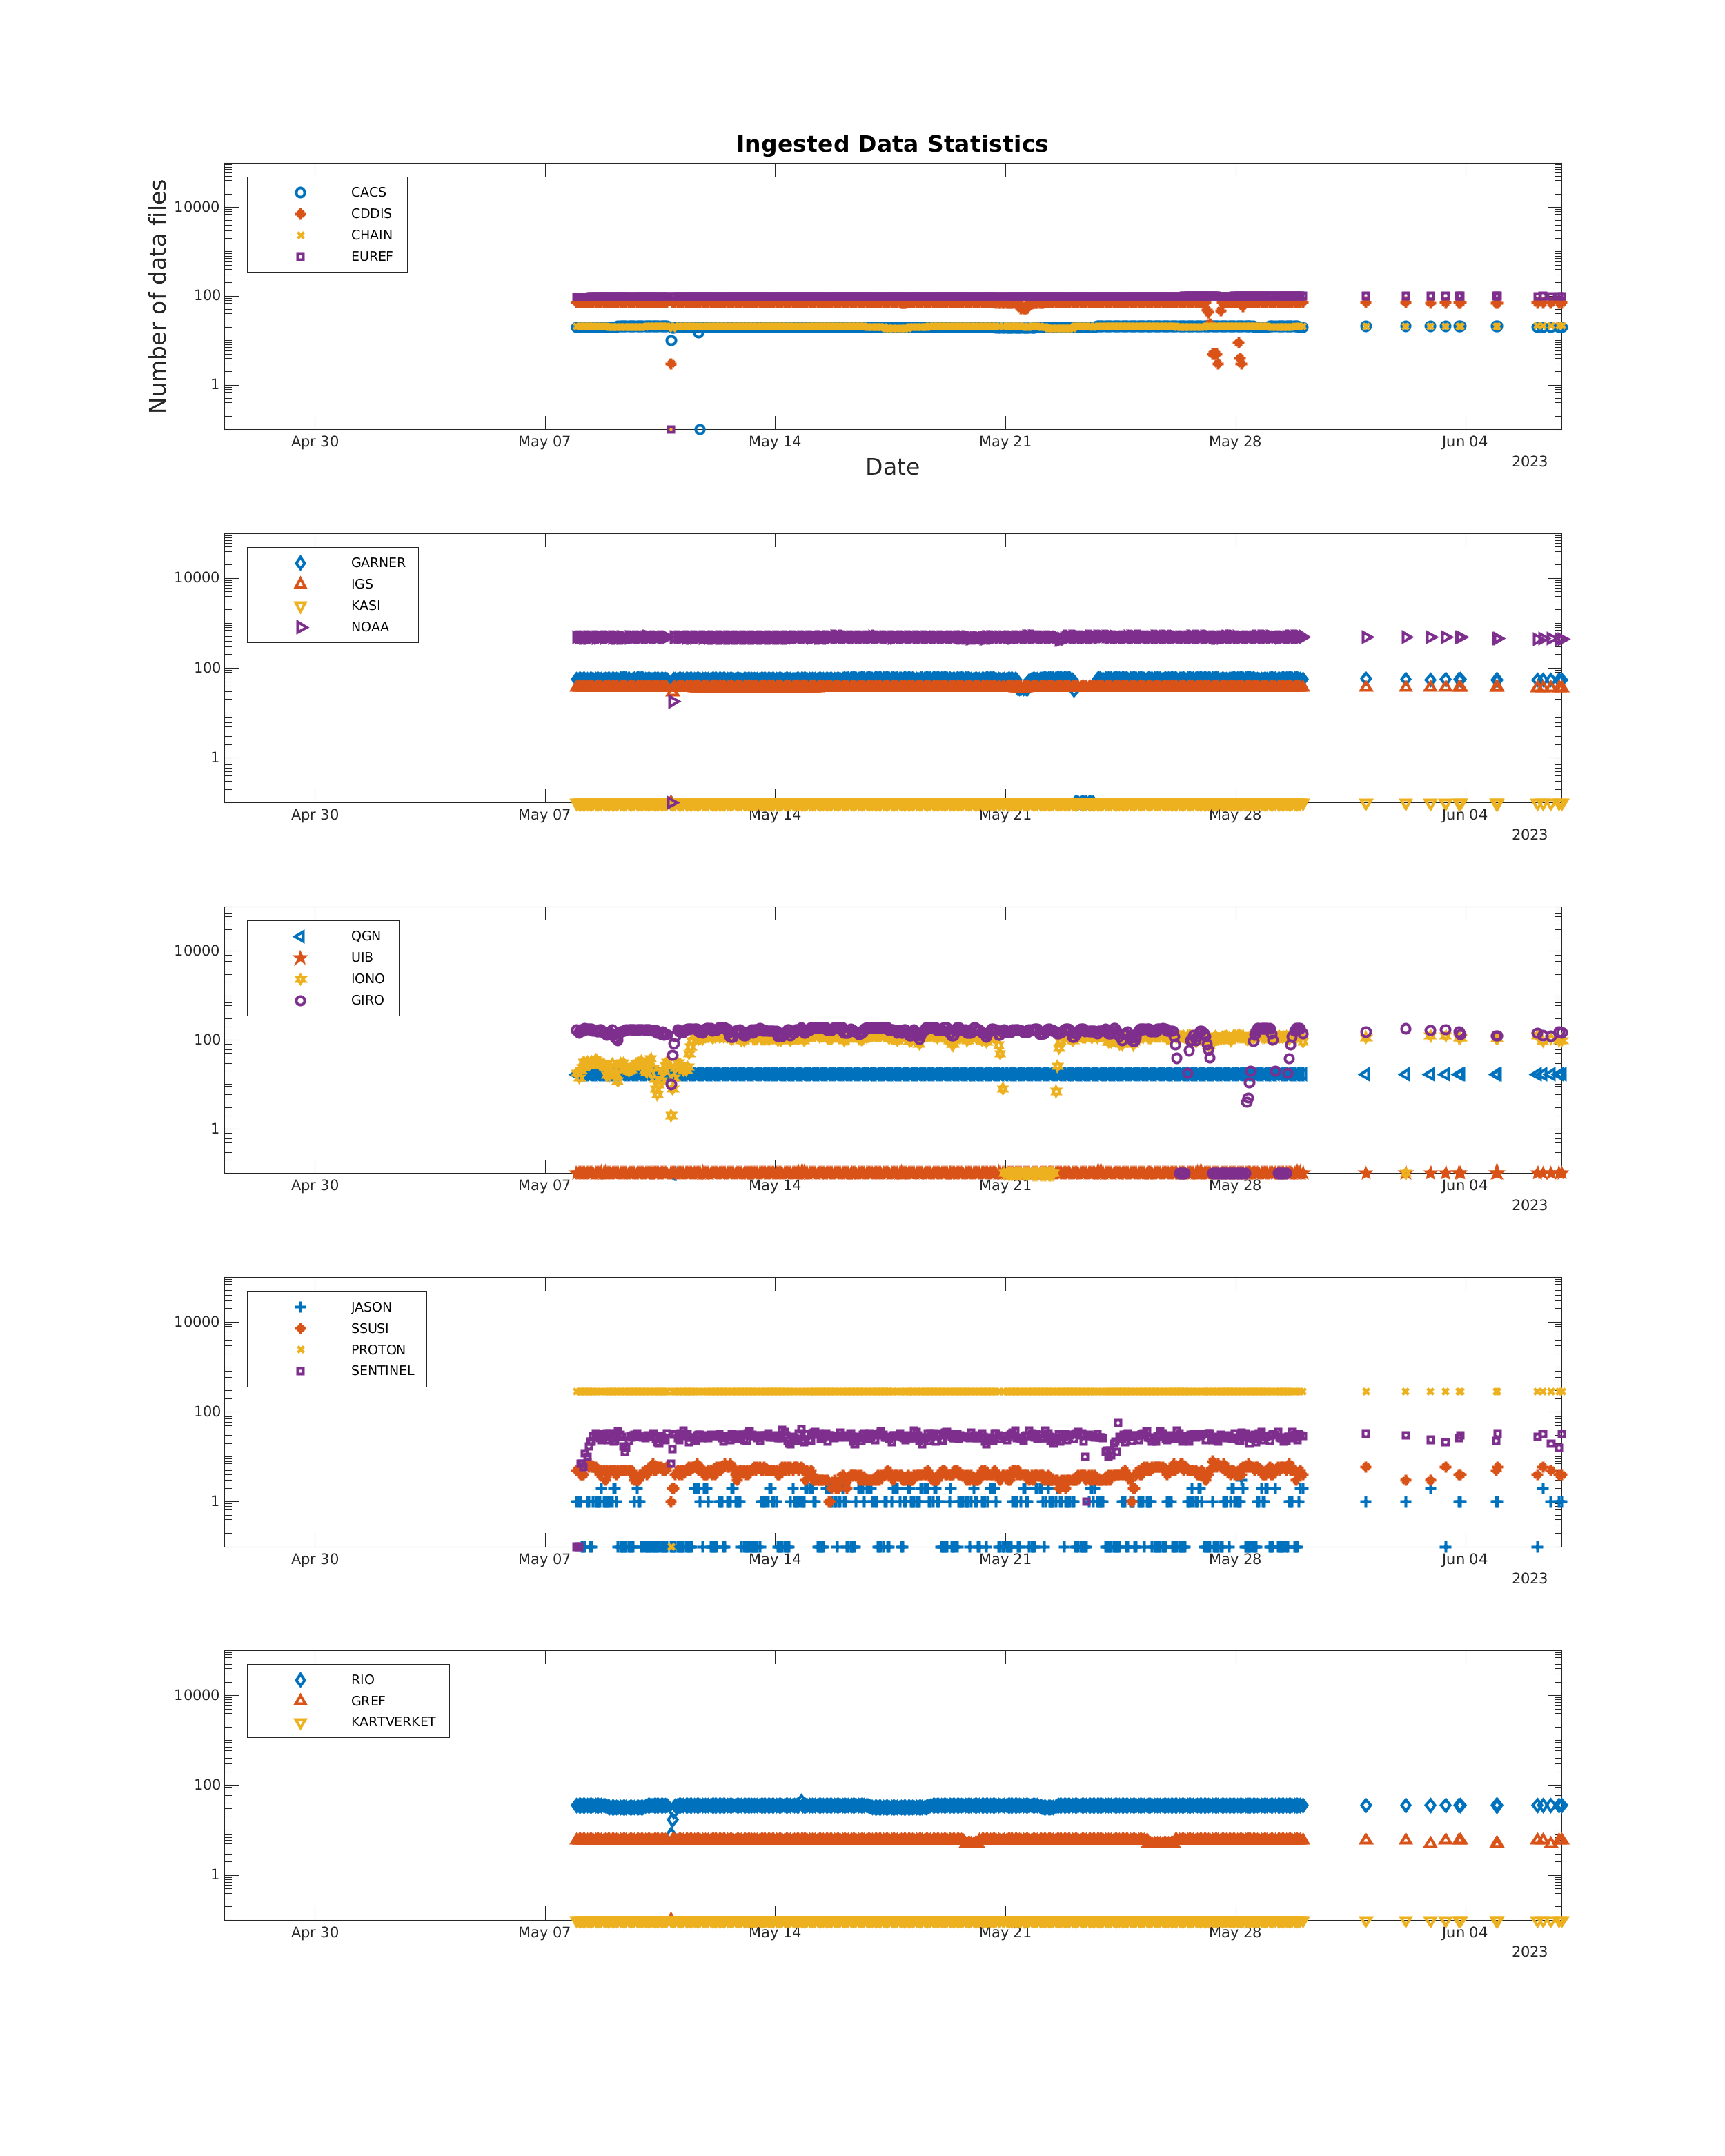 Ingested Data Statistics
Number of data files
CACS
CDDIS
CHAIN
EUREF
10000
100
1
Apr 30 May 07 May 14 May 21 May 28 Jun 04
2023
Date
GARNER
IGS
KASI
NOAA
10000
100
1
Apr 30 May 07 May 14 May 21 May 28 Jun 04
2023
QGN
UIB
IONO
GIRO
10000
100
1
Apr 30 May 07 May 14 May 21 May 28 Jun 04
2023
JASON
SSUSI
PROTON
SENTINEL
10000
100
1
Apr 30 May 07 May 14 May 21 May 28 Jun 04
2023
RIO
GREF
KARTVERKET
10000
100
1
Apr 30 May 07 May 14 May 21 May 28 Jun 04
2023